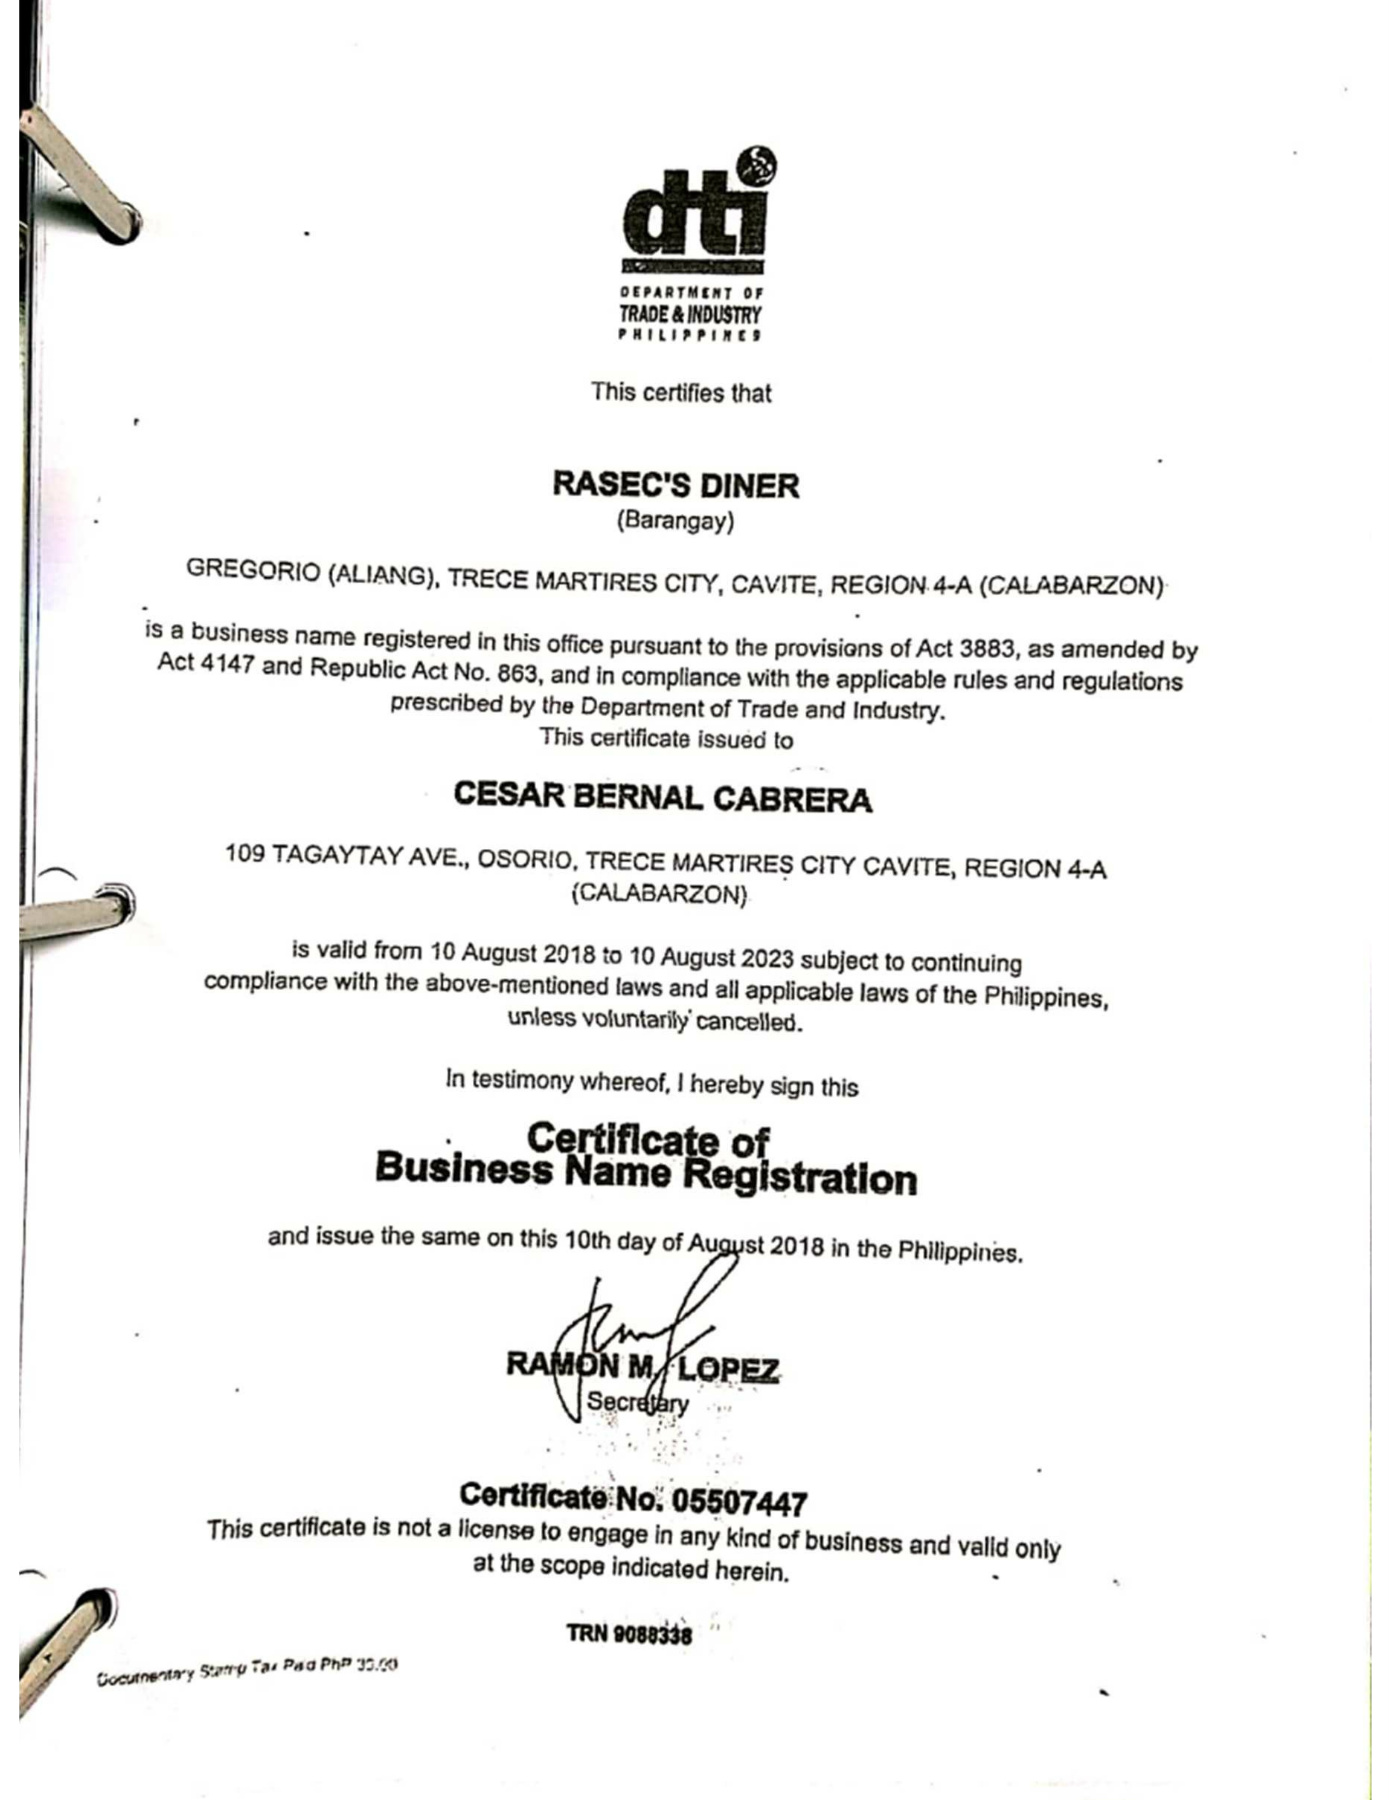 dti
DEPARTMENT OF
TRADE & INDUSTRY
PHILIPPINES
This certifies that
RASEC'S DINER
(Barangay)
GREGORIO (ALIANG), TRECE MARTIRES CITY, CAVITE, REGION 4-A (CALABARZON)
is a business name registered in this office pursuant to the provisions of Act 3883, as amended by
Act 4147 and Republic Act No. 863, and in compliance with the applicable rules and regulations
prescribed by the Department of Trade and Industry.
This certificate issued to
CESAR BERNAL CABRERA
109 TAGAYTAY AVE., OSORIO, TRECE MARTIRES CITY CAVITE, REGION 4-A
(CALABARZON)
is valid from 10 August 2018 to 10 August 2023 subject to continuing
compliance with the above-mentioned laws and all applicable laws of the Philippines,
unless voluntarily cancelled.
In testimony whereof, I hereby sign this
Certificate of
Business Name Registration
and issue the same on this 10th day of August 2018 in the Philippines.
RAMON M. LOPEZ
Secretary
Certificate No. 05507447
This certificate is not a license to engage in any kind of business and valid only
at the scope indicated herein.
TRN 9088338
Documentary Stamp Tax Paid PhP